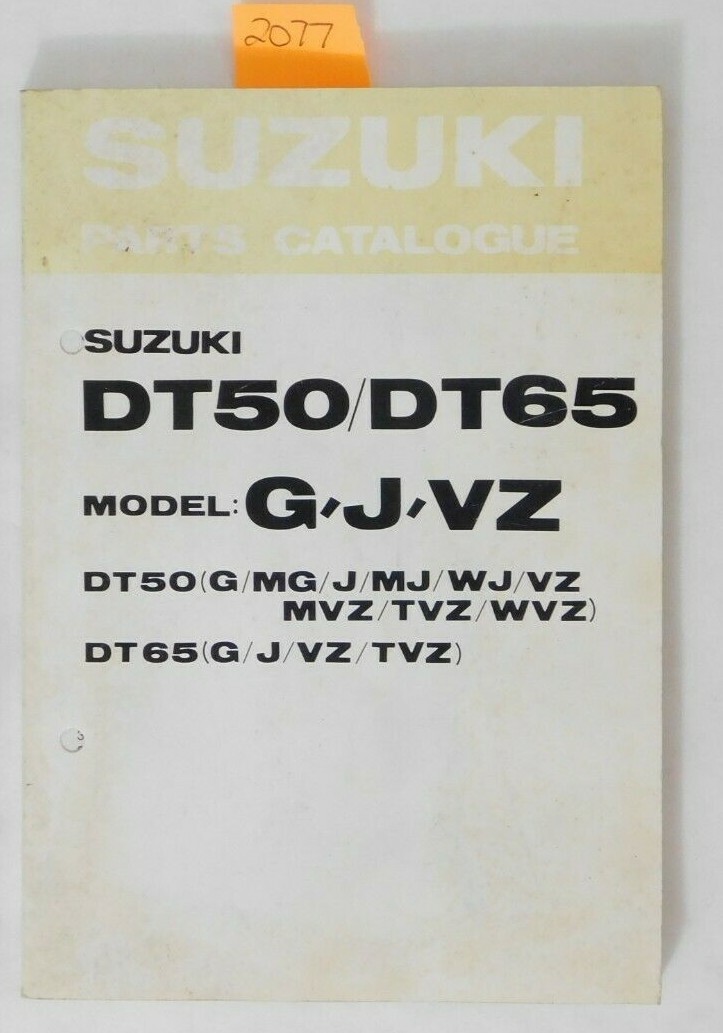 2077
SUZUKI
PARTS CATALOGUE
SUZUKI
DT50/DT65
MODEL: G,J,VZ
DT50(G/MG/J/MJ/WJ/VZ
MVZ/TVZ/WVZ)
DT65(G/J/VZ/TVZ)